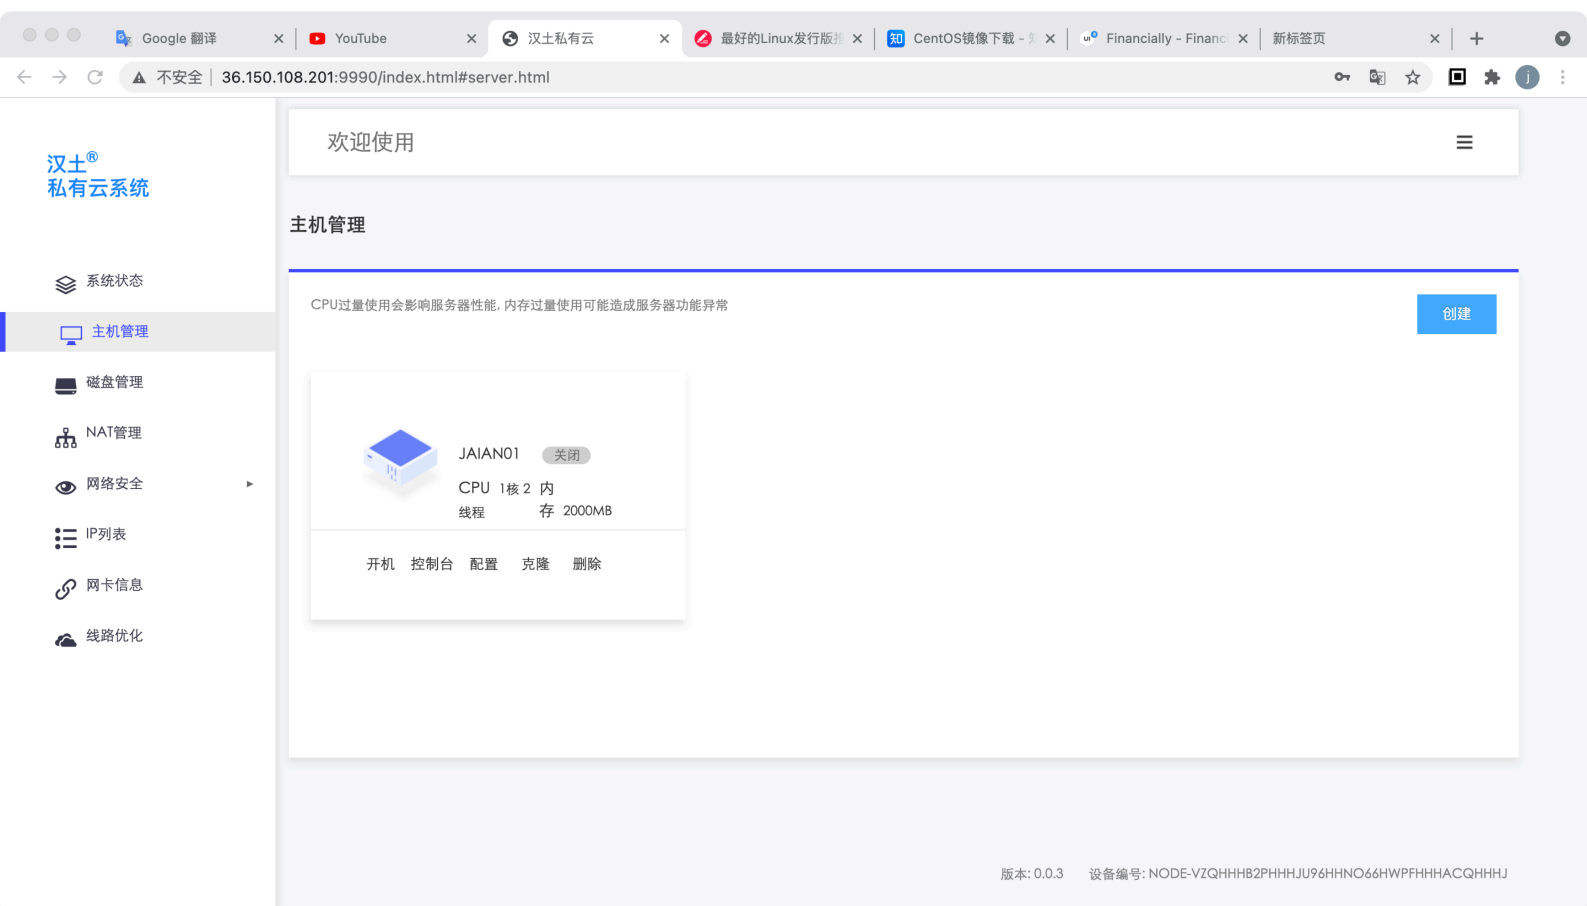 Google 翻译
YouTube
汉土私有云
最好的Linux发行版
CentOS镜像下载 -
Financially - Financi
新标签页
不安全
36.150.108.201:9990/index.html#server.html
j
汉土®
私有云系统
系统状态
主机管理
磁盘管理
NAT管理
网络安全
IP列表
网卡信息
线路优化
欢迎使用
主机管理
CPU过量使用会影响服务器性能, 内存过量使用可能造成服务器功能异常
创建
JAIAN01 关闭
CPU 1核 2 线程
内存 2000MB
开机 控制台 配置 克隆 删除
版本: 0.0.3 设备编号: NODE-VZQHHHB2PHHHJU96HHNO66HWPFHHHACQHHHJ